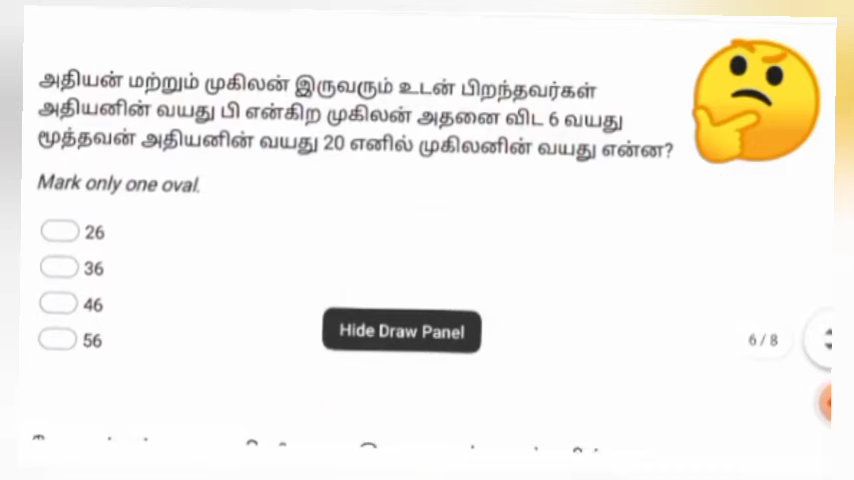 அதியன் மற்றும் முகிலன் இருவரும் உடன் பிறந்தவர்கள்
அதியனின் வயது பி என்கிற முகிலன் அதனை விட 6 வயது
மூத்தவன் அதியனின் வயது 20 எனில் முகிலனின் வயது என்ன?
Mark only one oval.
26
36
46
56
Hide Draw Panel
6 / 8